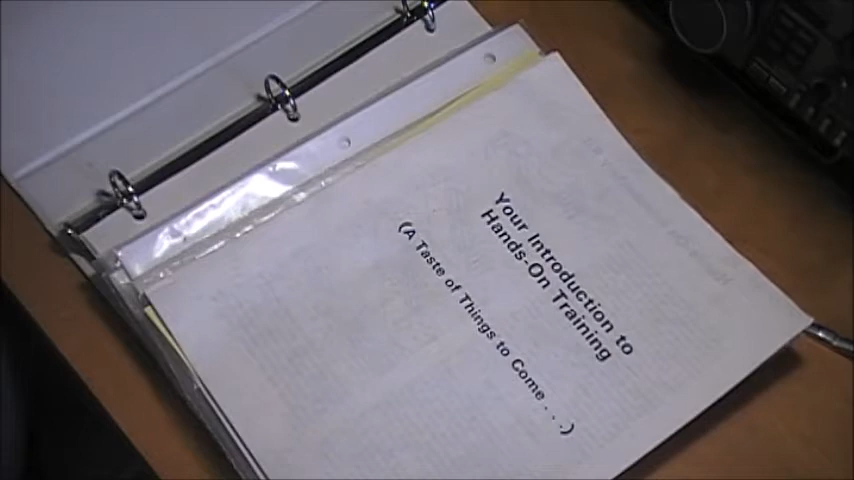 Your Introduction to
Hands-On Training
(A Taste of Things to Come . . .)